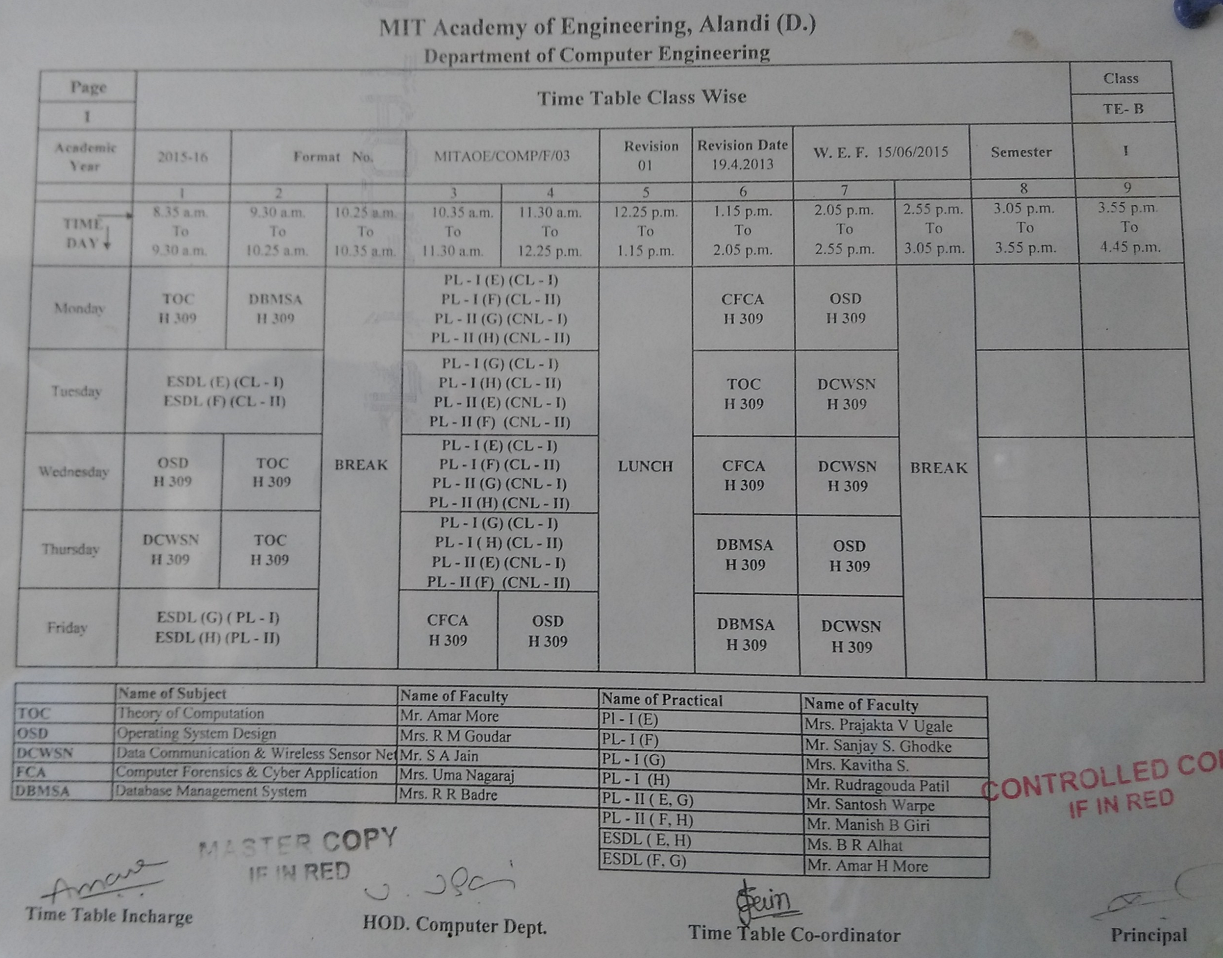 MIT Academy of Engineering, Alandi (D.)
Department of Computer Engineering
Page
1
Time Table Class Wise
Class
TE- B
Academic Year 2015-16 Format No. MITAOE/COMP/F/03 Revision 01 Revision Date 19.4.2013 W. E. F. 15/06/2015 Semester I
1 2 3 4 5 6 7 8 9
TIME 8.35 a.m. 9.30 a.m. 10.25 a.m. 10.35 a.m. 11.30 a.m. 12.25 p.m. 1.15 p.m. 2.05 p.m. 2.55 p.m. 3.05 p.m. 3.55 p.m.
To To To To To To To To To To To
DAY 9.30 a.m. 10.25 a.m. 10.35 a.m. 11.30 a.m. 12.25 p.m. 1.15 p.m. 2.05 p.m. 2.55 p.m. 3.05 p.m. 3.55 p.m. 4.45 p.m.
Monday
TOC
H 309
DBMSA
H 309
PL - I (E) (CL - I)
PL - I (F) (CL - II)
PL - II (G) (CNL - I)
PL - II (H) (CNL - II)
CFCA
H 309
OSD
H 309
Tuesday
ESDL (E) (CL - I)
ESDL (F) (CL - II)
PL - I (G) (CL - I)
PL - I (H) (CL - II)
PL - II (E) (CNL - I)
PL - II (F) (CNL - II)
TOC
H 309
DCWSN
H 309
Wednesday
OSD
H 309
TOC
H 309
BREAK
PL - I (E) (CL - I)
PL - I (F) (CL - II)
PL - II (G) (CNL - I)
PL - II (H) (CNL - II)
LUNCH
CFCA
H 309
DCWSN
H 309
BREAK
Thursday
DCWSN
H 309
TOC
H 309
PL - I (G) (CL - I)
PL - I ( H) (CL - II)
PL - II (E) (CNL - I)
PL - II (F) (CNL - II)
DBMSA
H 309
OSD
H 309
Friday
ESDL (G) ( PL - I)
ESDL (H) (PL - II)
CFCA
H 309
OSD
H 309
DBMSA
H 309
DCWSN
H 309
Name of Subject Name of Faculty
TOC Theory of Computation Mr. Amar More
OSD Operating System Design Mrs. R M Goudar
DCWSN Data Communication & Wireless Sensor Net Mr. S A Jain
FCA Computer Forensics & Cyber Application Mrs. Uma Nagaraj
DBMSA Database Management System Mrs. R R Badre
Name of Practical Name of Faculty
Pl - I (E) Mrs. Prajakta V Ugale
PL- I (F) Mr. Sanjay S. Ghodke
PL - I (G) Mrs. Kavitha S.
PL - I (H) Mr. Rudragouda Patil
PL - II ( E, G) Mr. Santosh Warpe
PL - II ( F, H) Mr. Manish B Giri
ESDL ( E, H) Ms. B R Alhat
ESDL (F, G) Mr. Amar H More
CONTROLLED CO
IF IN RED
MASTER COPY
IF IN RED
Time Table Incharge
HOD. Computer Dept.
Time Table Co-ordinator
Principal